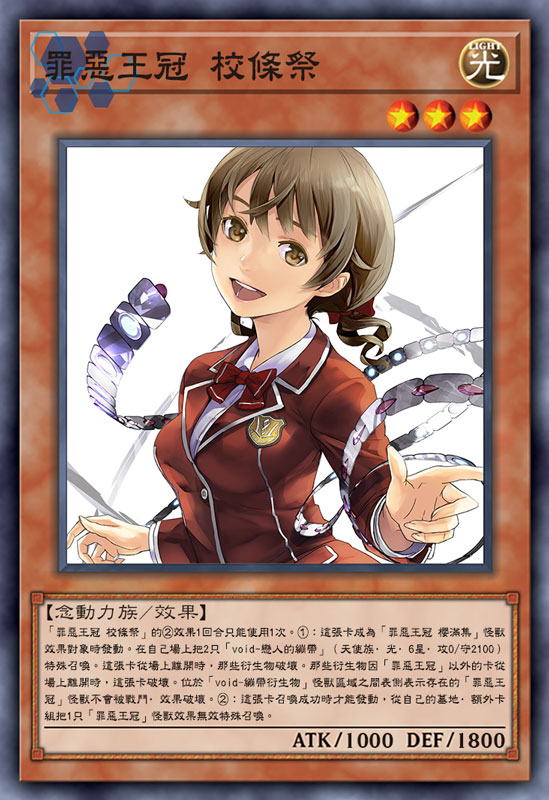 罪惡王冠 校條祭
LIGHT
光
【念動力族／效果】
「罪惡王冠 校條祭」的②效果1回合只能使用1次。①：這張卡成為「罪惡王冠 櫻滿集」怪獸
效果對象時發動。在自己場上把2只「void-戀人的繃帶」（天使族．光．6星．攻0/守2100）
特殊召喚。這張卡從場上離開時，那些衍生物破壞。那些衍生物因「罪惡王冠」以外的卡從
場上離開時，這張卡破壞。位於「void-繃帶衍生物」怪獸區域之間表側表示存在的「罪惡王
冠」怪獸不會被戰鬥．效果破壞。②：這張卡召喚成功時才能發動，從自己的墓地．額外卡
組把1只「罪惡王冠」怪獸效果無效特殊召喚。
ATK/1000 DEF/1800